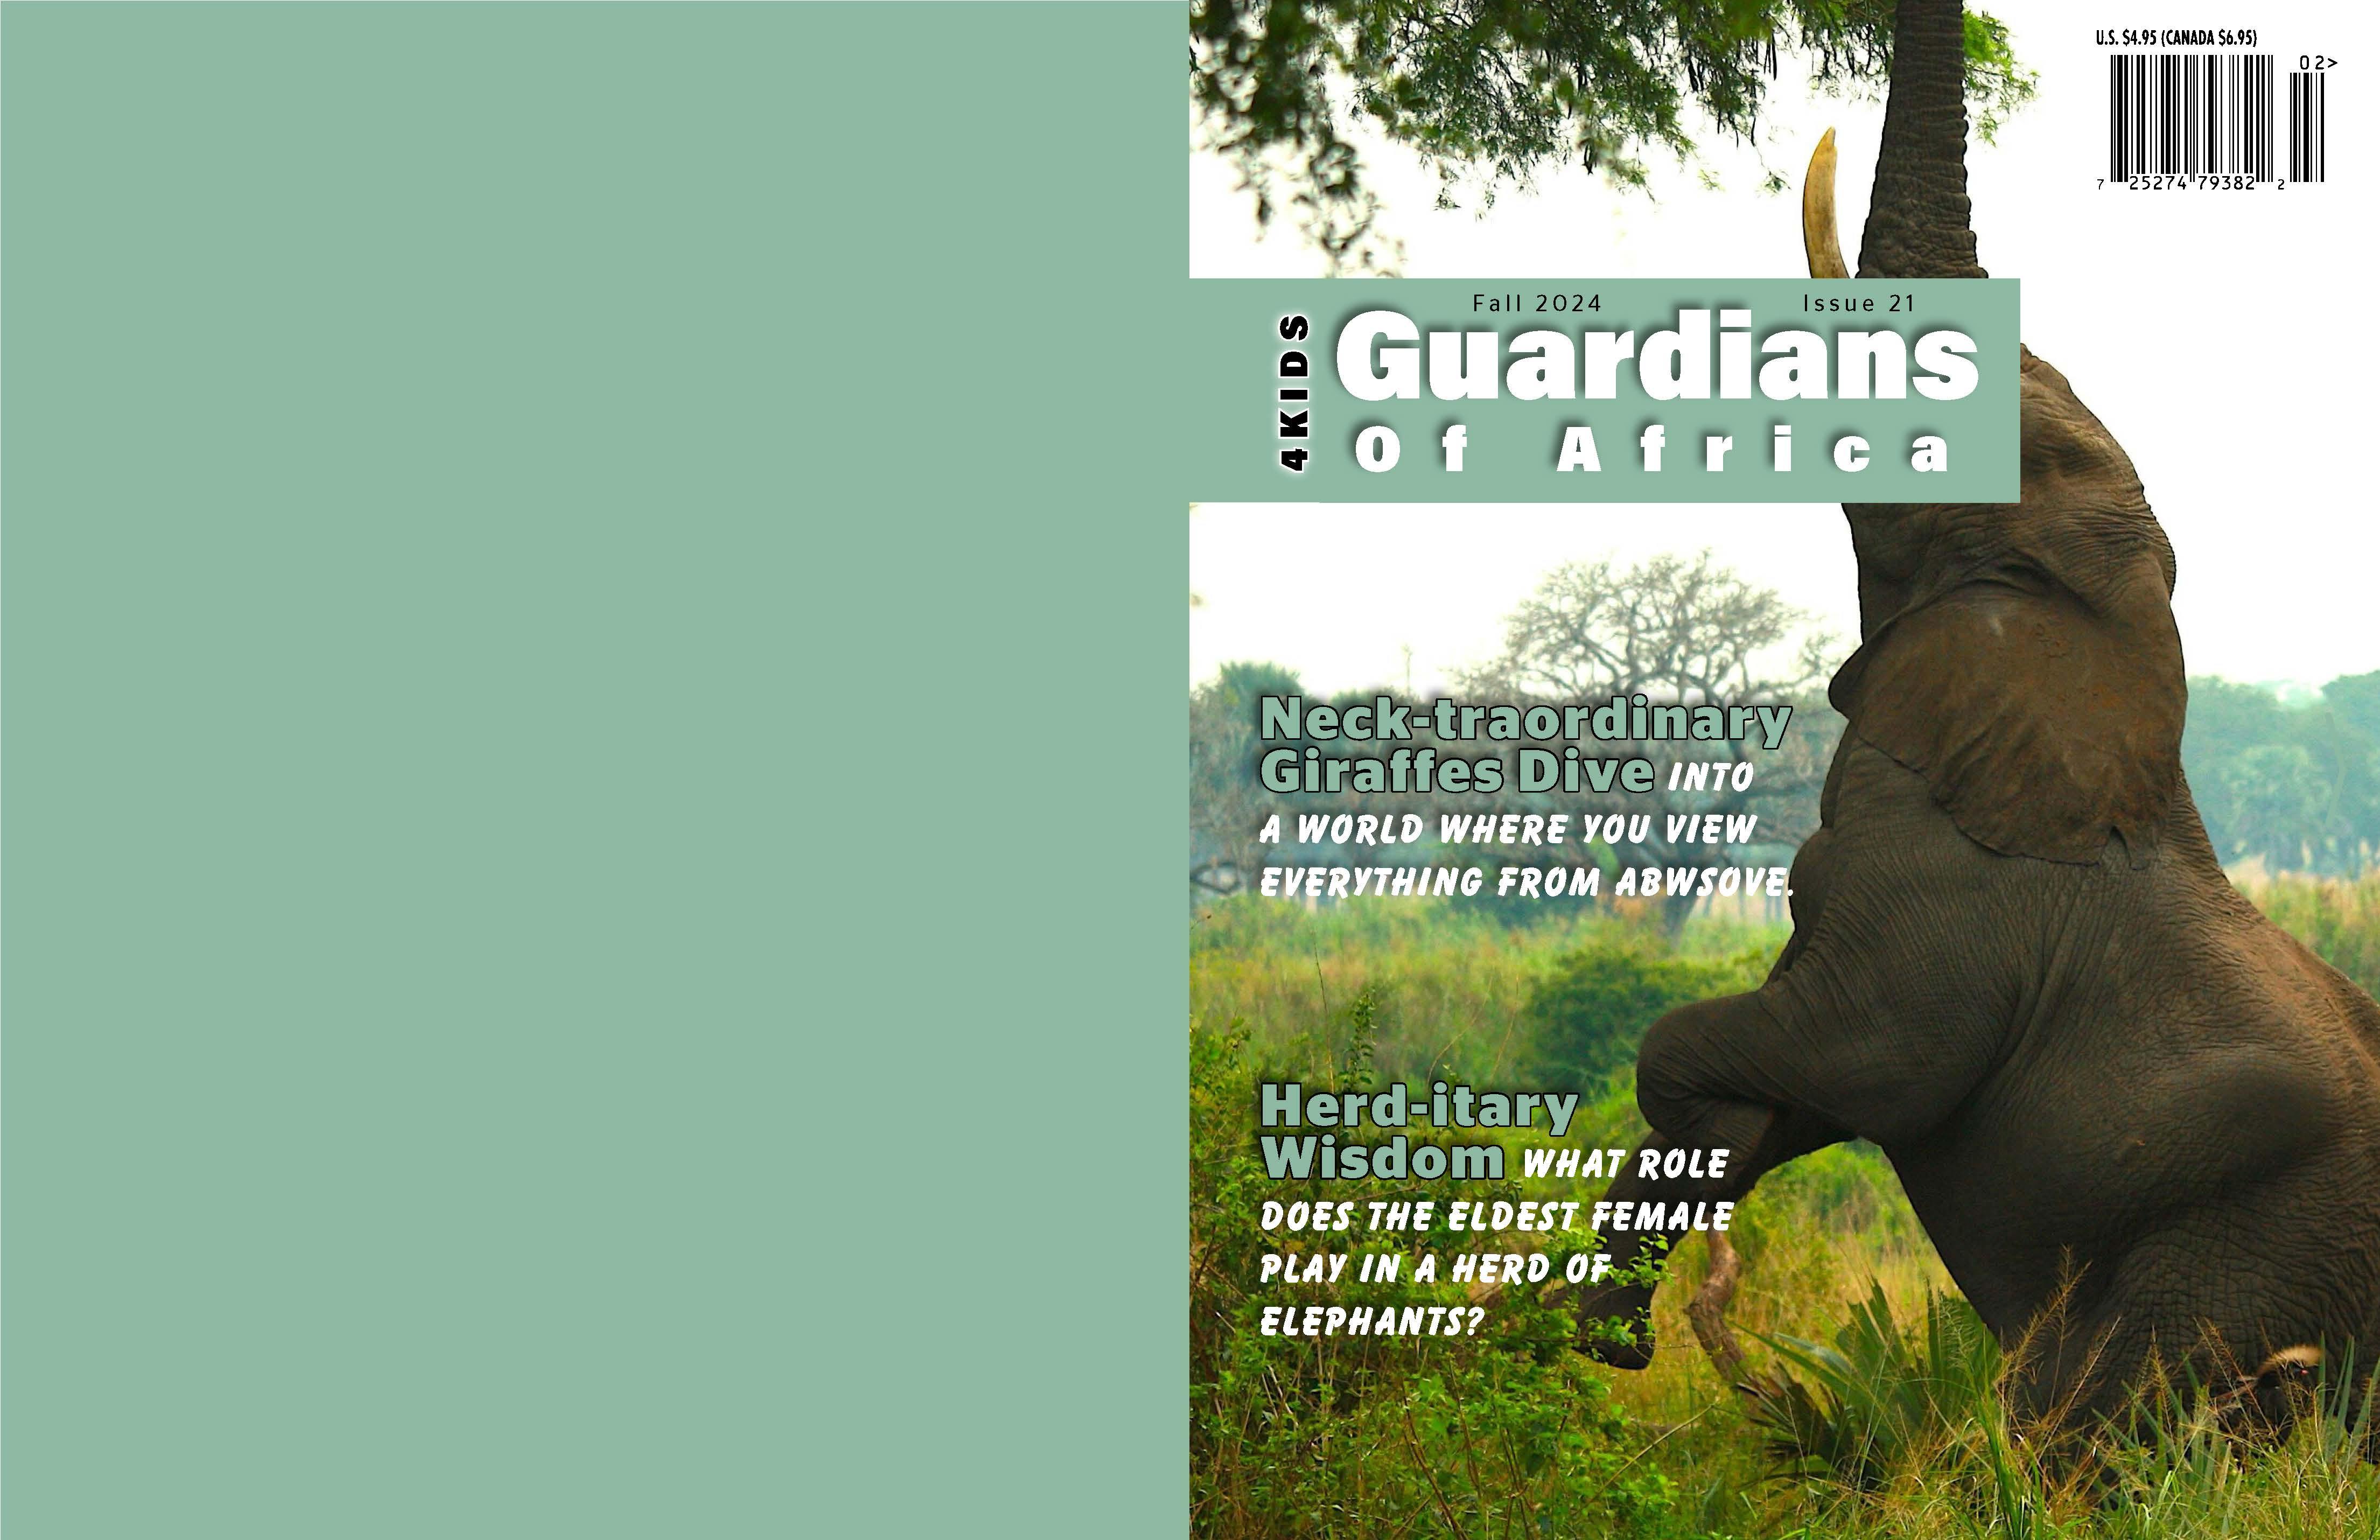 U.S. $4.95 (CANADA $6.95)
02>
7 25274 79382 2
Fall 2024 Issue 21
4KIDS
Guardians
Of Africa
Neck-traordinary
Giraffes Dive INTO
A WORLD WHERE YOU VIEW
EVERYTHING FROM ABWSOVE.
Herd-itary
Wisdom WHAT ROLE
DOES THE ELDEST FEMALE
PLAY IN A HERD OF
ELEPHANTS?